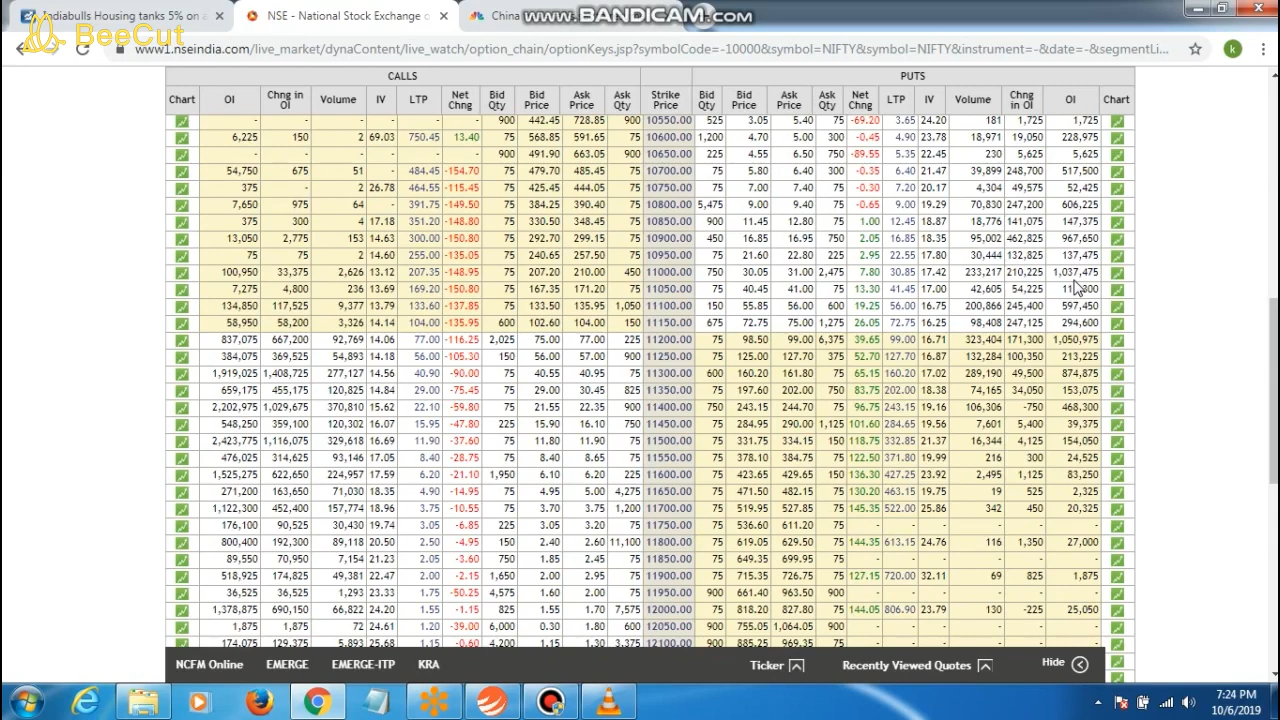 Indiabulls Housing tanks 5% on a
NSE - National Stock Exchange o
China
www.BANDICAM.com
BeeCut
www1.nseindia.com/live_market/dynaContent/live_watch/option_chain/optionKeys.jsp?symbolCode=-10000&symbol=NIFTY&symbol=NIFTY&instrument=-&date=-&segmentLi...
k
CALLS PUTS
Chart OI Chng in OI Volume IV LTP Net Chng Bid Qty Bid Price Ask Price Ask Qty Strike Price Bid Qty Bid Price Ask Price Ask Qty Net Chng LTP IV Volume Chng in OI OI Chart
- - - - - - 900 442.45 728.85 900 10550.00 525 3.05 5.40 75 -69.20 3.65 24.20 181 1,725 1,725
6,225 150 2 69.03 750.45 13.40 75 568.85 591.65 75 10600.00 1,200 4.70 5.00 300 -0.45 4.90 23.78 18,971 19,050 228,975
- - - - - - 900 491.90 663.05 900 10650.00 225 4.55 6.50 750 -89.55 5.35 22.45 230 5,625 5,625
54,750 675 51 - 484.45 -154.70 75 479.70 485.45 75 10700.00 75 5.80 6.40 300 -0.35 6.40 21.47 39,899 248,700 517,500
375 - 2 26.78 464.55 -115.45 75 425.45 444.05 75 10750.00 75 7.00 7.40 75 -0.30 7.20 20.17 4,304 49,575 52,425
7,650 975 64 - 391.75 -149.50 75 384.25 390.40 75 10800.00 5,475 9.00 9.40 75 -0.65 9.00 19.29 70,830 247,200 606,225
375 300 4 17.18 351.20 -148.80 75 330.50 348.45 75 10850.00 900 11.45 12.80 75 1.00 12.45 18.87 18,776 141,075 147,375
13,050 2,775 153 14.63 300.00 -150.80 75 292.70 299.15 75 10900.00 450 16.85 16.95 750 2.05 16.85 18.35 95,002 462,825 967,650
75 75 2 14.60 255.00 -135.05 75 240.65 257.50 75 10950.00 75 21.60 22.80 225 2.95 22.55 17.80 30,444 132,825 137,475
100,950 33,375 2,626 13.12 207.35 -148.95 75 207.20 210.00 450 11000.00 750 30.05 31.00 2,475 7.80 30.85 17.42 233,217 210,225 1,037,475
7,275 4,800 236 13.69 169.20 -150.80 75 167.35 171.20 75 11050.00 75 40.45 41.00 75 13.30 41.45 17.00 42,605 54,225
134,850 117,525 9,377 13.79 133.60 -137.85 75 133.50 135.95 1,050 11100.00 150 55.85 56.00 600 19.25 56.00 16.75 200,866 245,400 597,450
58,950 58,200 3,326 14.14 104.00 -135.95 600 102.60 104.00 150 11150.00 675 72.75 75.00 1,275 26.05 72.75 16.25 98,408 247,125 294,600
837,075 667,200 92,769 14.06 77.00 -116.25 2,025 75.00 77.00 225 11200.00 75 98.50 99.00 6,375 39.65 99.00 16.71 323,404 171,300 1,050,975
384,075 369,525 54,893 14.18 56.00 -105.30 150 56.00 57.00 900 11250.00 75 125.00 127.70 375 52.70 127.70 16.87 132,284 100,350 213,225
1,919,025 1,408,725 277,127 14.56 40.90 -90.00 75 40.55 40.95 75 11300.00 600 160.20 161.80 75 65.15 160.20 17.02 289,190 49,500 874,875
659,175 455,175 120,825 14.84 29.00 -75.45 75 29.00 30.45 825 11350.00 75 197.60 202.00 750 83.75 202.00 18.38 74,165 34,050 153,075
2,202,975 1,029,675 370,810 15.62 22.10 -59.80 75 21.55 22.35 900 11400.00 750 243.15 244.70 75 96.75 243.15 19.16 106,306 -750 468,300
548,250 359,100 120,302 16.07 15.95 -47.80 225 15.90 16.10 750 11450.00 75 284.95 290.00 1,125 101.60 284.65 19.56 7,601 5,400 39,375
2,423,775 1,116,075 329,618 16.69 11.90 -37.60 75 11.80 11.90 75 11500.00 75 331.75 334.15 150 118.75 332.85 21.37 16,344 4,125 154,050
476,025 314,625 93,146 17.05 8.40 -28.75 75 8.40 8.65 75 11550.00 75 378.10 384.75 75 122.50 371.80 19.99 216 300 24,525
1,525,275 622,650 224,957 17.59 6.20 -21.10 1,950 6.10 6.20 225 11600.00 75 423.65 429.65 150 136.30 427.25 23.92 2,495 1,125 83,250
271,200 163,650 71,030 18.35 4.90 -14.95 75 4.95 5.00 4,275 11650.00 75 471.50 482.15 75 130.20 463.15 19.75 19 525 2,325
1,122,300 452,400 157,774 18.96 3.75 -10.55 75 3.70 3.75 1,200 11700.00 75 519.95 527.85 75 145.35 522.00 25.86 342 450 20,325
176,100 90,525 30,430 19.74 3.05 -6.85 225 3.05 3.20 75 11750.00 75 536.60 611.20 75 - - - - - -
800,400 192,300 89,118 20.50 2.50 -4.95 150 2.40 2.60 11,100 11800.00 75 619.05 629.50 75 144.35 613.15 24.76 116 1,350 27,000
89,550 70,950 7,154 21.23 2.05 -3.60 750 1.85 2.45 75 11850.00 75 649.35 699.95 75 - - - - - -
518,925 174,825 49,381 22.47 2.00 -2.15 1,650 2.00 2.95 75 11900.00 75 715.35 726.75 75 127.15 720.00 32.11 69 825 1,875
36,525 36,525 1,293 23.33 1.75 -50.25 4,575 1.60 2.00 75 11950.00 900 661.40 963.50 900 - - - - - -
1,378,875 690,150 66,822 24.20 1.55 -1.15 825 1.55 1.70 7,575 12000.00 75 818.20 827.80 75 144.05 806.90 23.79 130 -225 25,050
1,875 1,875 72 24.61 1.20 -39.00 6,000 0.30 1.80 600 12050.00 900 755.05 1,064.05 900 - - - - - -
174,075 129,375 5,893 25.68 1.15 -0.60 4,200 1.15 1.30 3,375 12100.00 900 885.25 969.35 75 - - - - - -
NCFM Online EMERGE EMERGE-ITP KRA Ticker Recently Viewed Quotes Hide
7:24 PM
10/6/2019